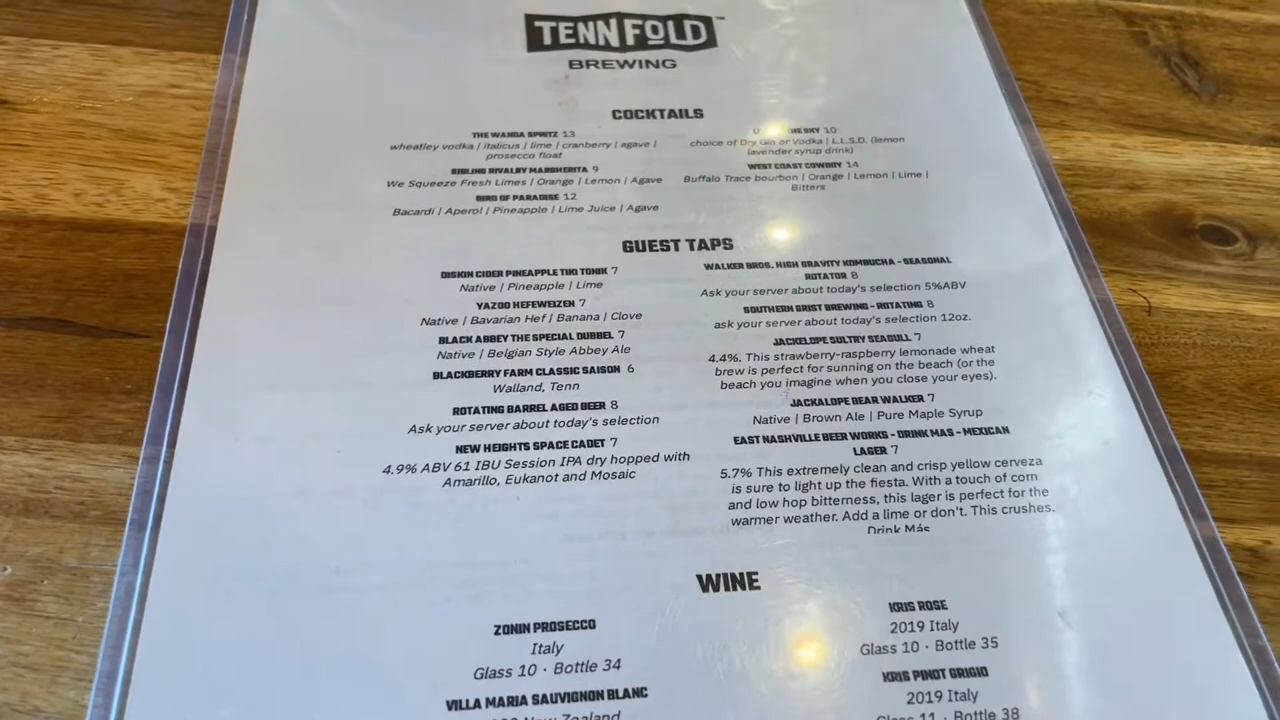 TENNFOLD™
BREWING
COCKTAILS
THE WANDA SPRITZ 13
wheatley vodka | italicus | lime | cranberry | agave |
prosecco float
SIBLING RIVALRY MARGHERITA 9
We Squeeze Fresh Limes | Orange | Lemon | Agave
BIRD OF PARADISE 12
Bacardi | Aperol | Pineapple | Lime Juice | Agave
SKY 10
choice of Dry Gin or Vodka | L.L.S.D. (lemon
lavender syrup drink)
WEST COAST COWBOY 14
Buffalo Trace bourbon | Orange | Lemon | Lime |
Bitters
GUEST TAPS
DISKIN CIDER PINEAPPLE TIKI TONIK 7
Native | Pineapple | Lime
YAZOO HEFEWEIZEN 7
Native | Bavarian Hef | Banana | Clove
BLACK ABBEY THE SPECIAL DUBBEL 7
Native | Belgian Style Abbey Ale
BLACKBERRY FARM CLASSIC SAISON 6
Walland, Tenn
ROTATING BARREL AGED BEER 8
Ask your server about today's selection
NEW HEIGHTS SPACE CADET 7
4.9% ABV 61 IBU Session IPA dry hopped with
Amarillo, Eukanot and Mosaic
WALKER BROS. HIGH GRAVITY KOMBUCHA - SEASONAL
ROTATOR 8
Ask your server about today's selection 5%ABV
SOUTHERN GRIST BREWING - ROTATING 8
ask your server about today's selection 12oz.
JACKELOPE SULTRY SEAGULL 7
4.4%. This strawberry-raspberry lemonade wheat
brew is perfect for sunning on the beach (or the
beach you imagine when you close your eyes).
JACKALOPE BEAR WALKER 7
Native | Brown Ale | Pure Maple Syrup
EAST NASHVILLE BEER WORKS - DRINK MAS - MEXICAN
LAGER 7
5.7% This extremely clean and crisp yellow cerveza
is sure to light up the fiesta. With a touch of corn
and low hop bitterness, this lager is perfect for the
warmer weather. Add a lime or don't. This crushes.
Drink Más
WINE
ZONIN PROSECCO
Italy
Glass 10 · Bottle 34
VILLA MARIA SAUVIGNON BLANC
New Zealand
KRIS ROSE
2019 Italy
Glass 10 · Bottle 35
KRIS PINOT GRIGIO
2019 Italy
Glass 11 · Bottle 38